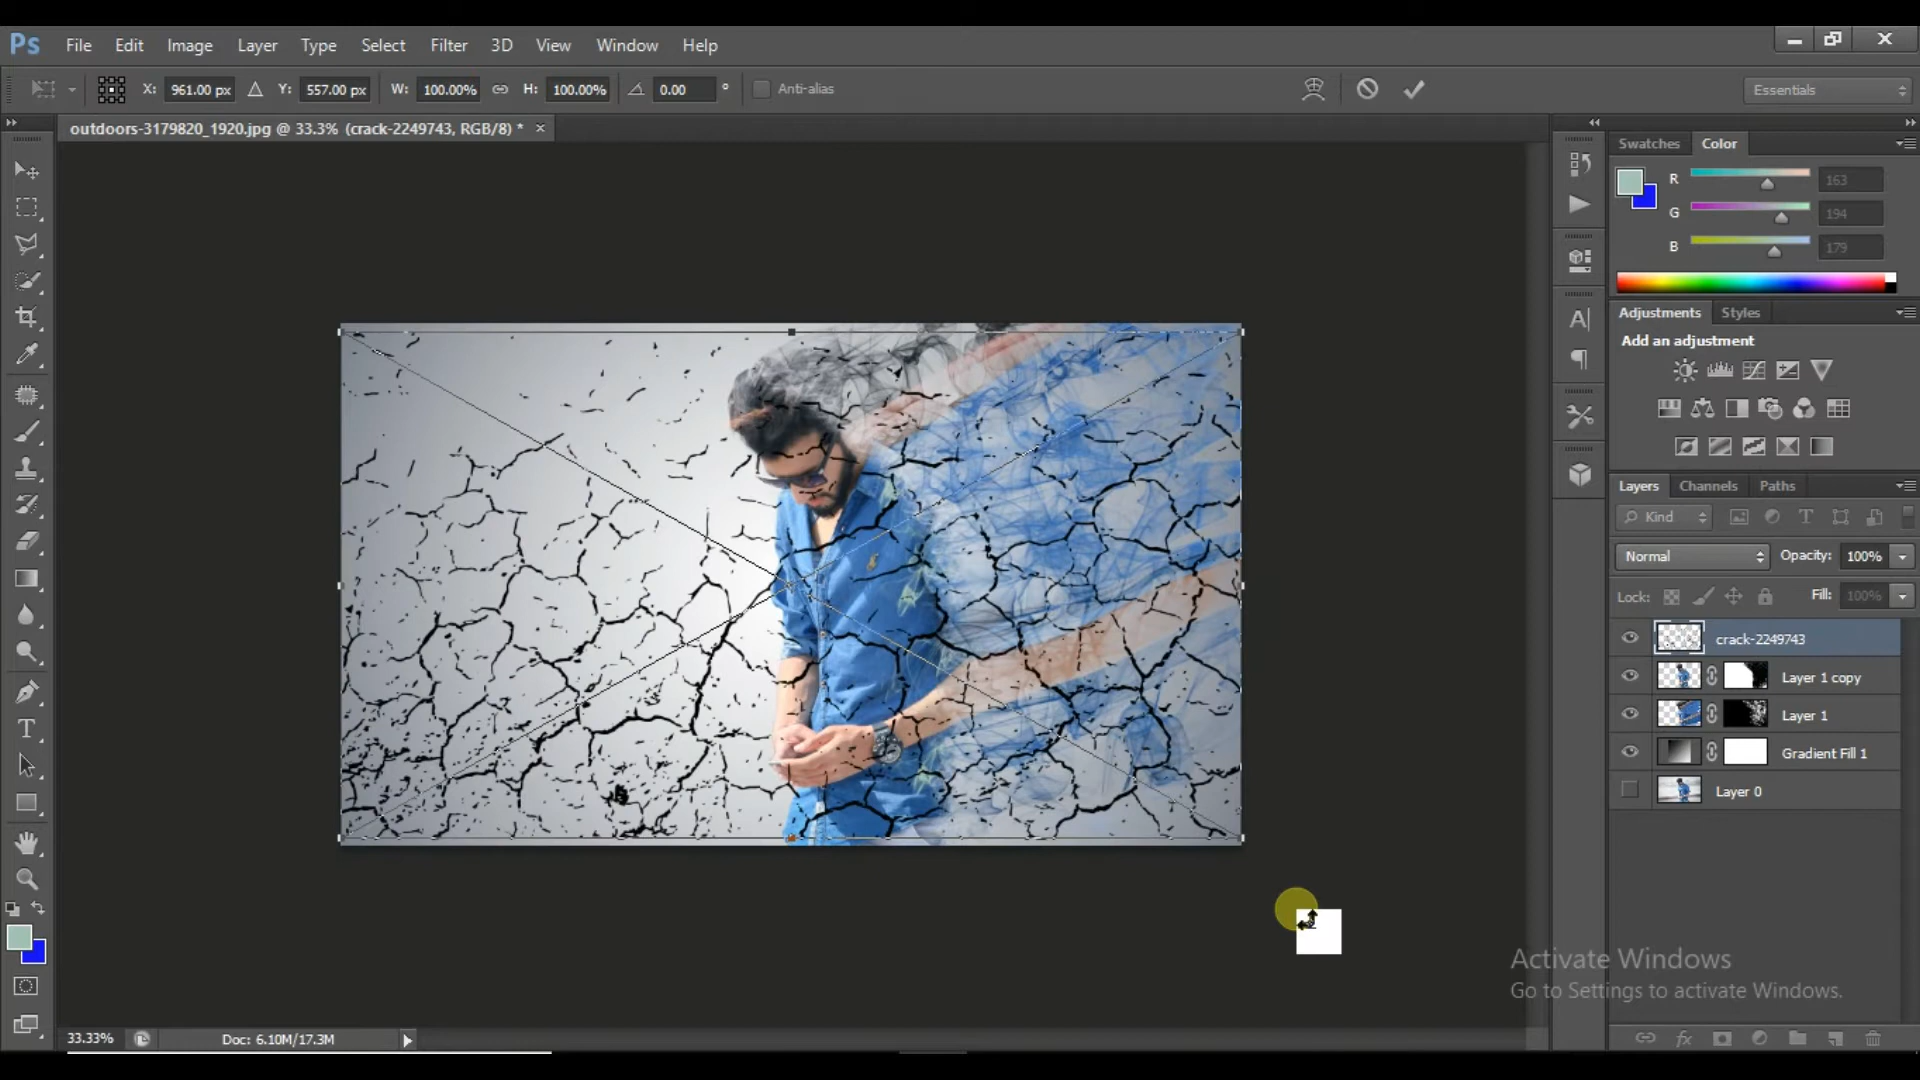 Ps File Edit Image Layer Type Select Filter 3D View Window Help
X: 961.00 px Y: 557.00 px W: 100.00% H: 100.00% 0.00 ° Anti-alias Essentials
outdoors-3179820_1920.jpg @ 33.3% (crack-2249743, RGB/8) * ×
Swatches Color
R 163
G 194
B 179
Adjustments Styles
Add an adjustment
Layers Channels Paths
Kind
Normal Opacity: 100%
Lock: Fill: 100%
crack-2249743
Layer 1 copy
Layer 1
Gradient Fill 1
Layer 0
Activate Windows
Go to Settings to activate Windows.
33.33% Doc: 6.10M/17.3M